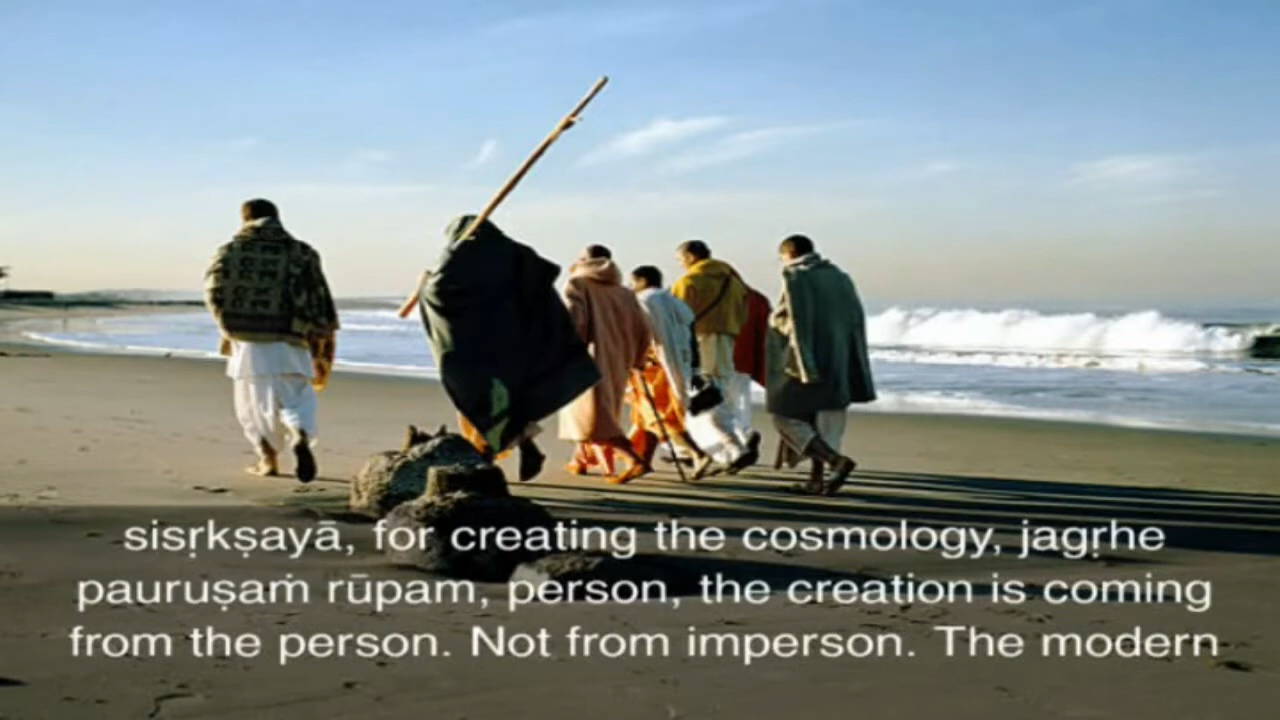 sisṛkṣayā, for creating the cosmology, jagṛhe
pauruṣaṁ rūpam, person, the creation is coming
from the person. Not from imperson. The modern